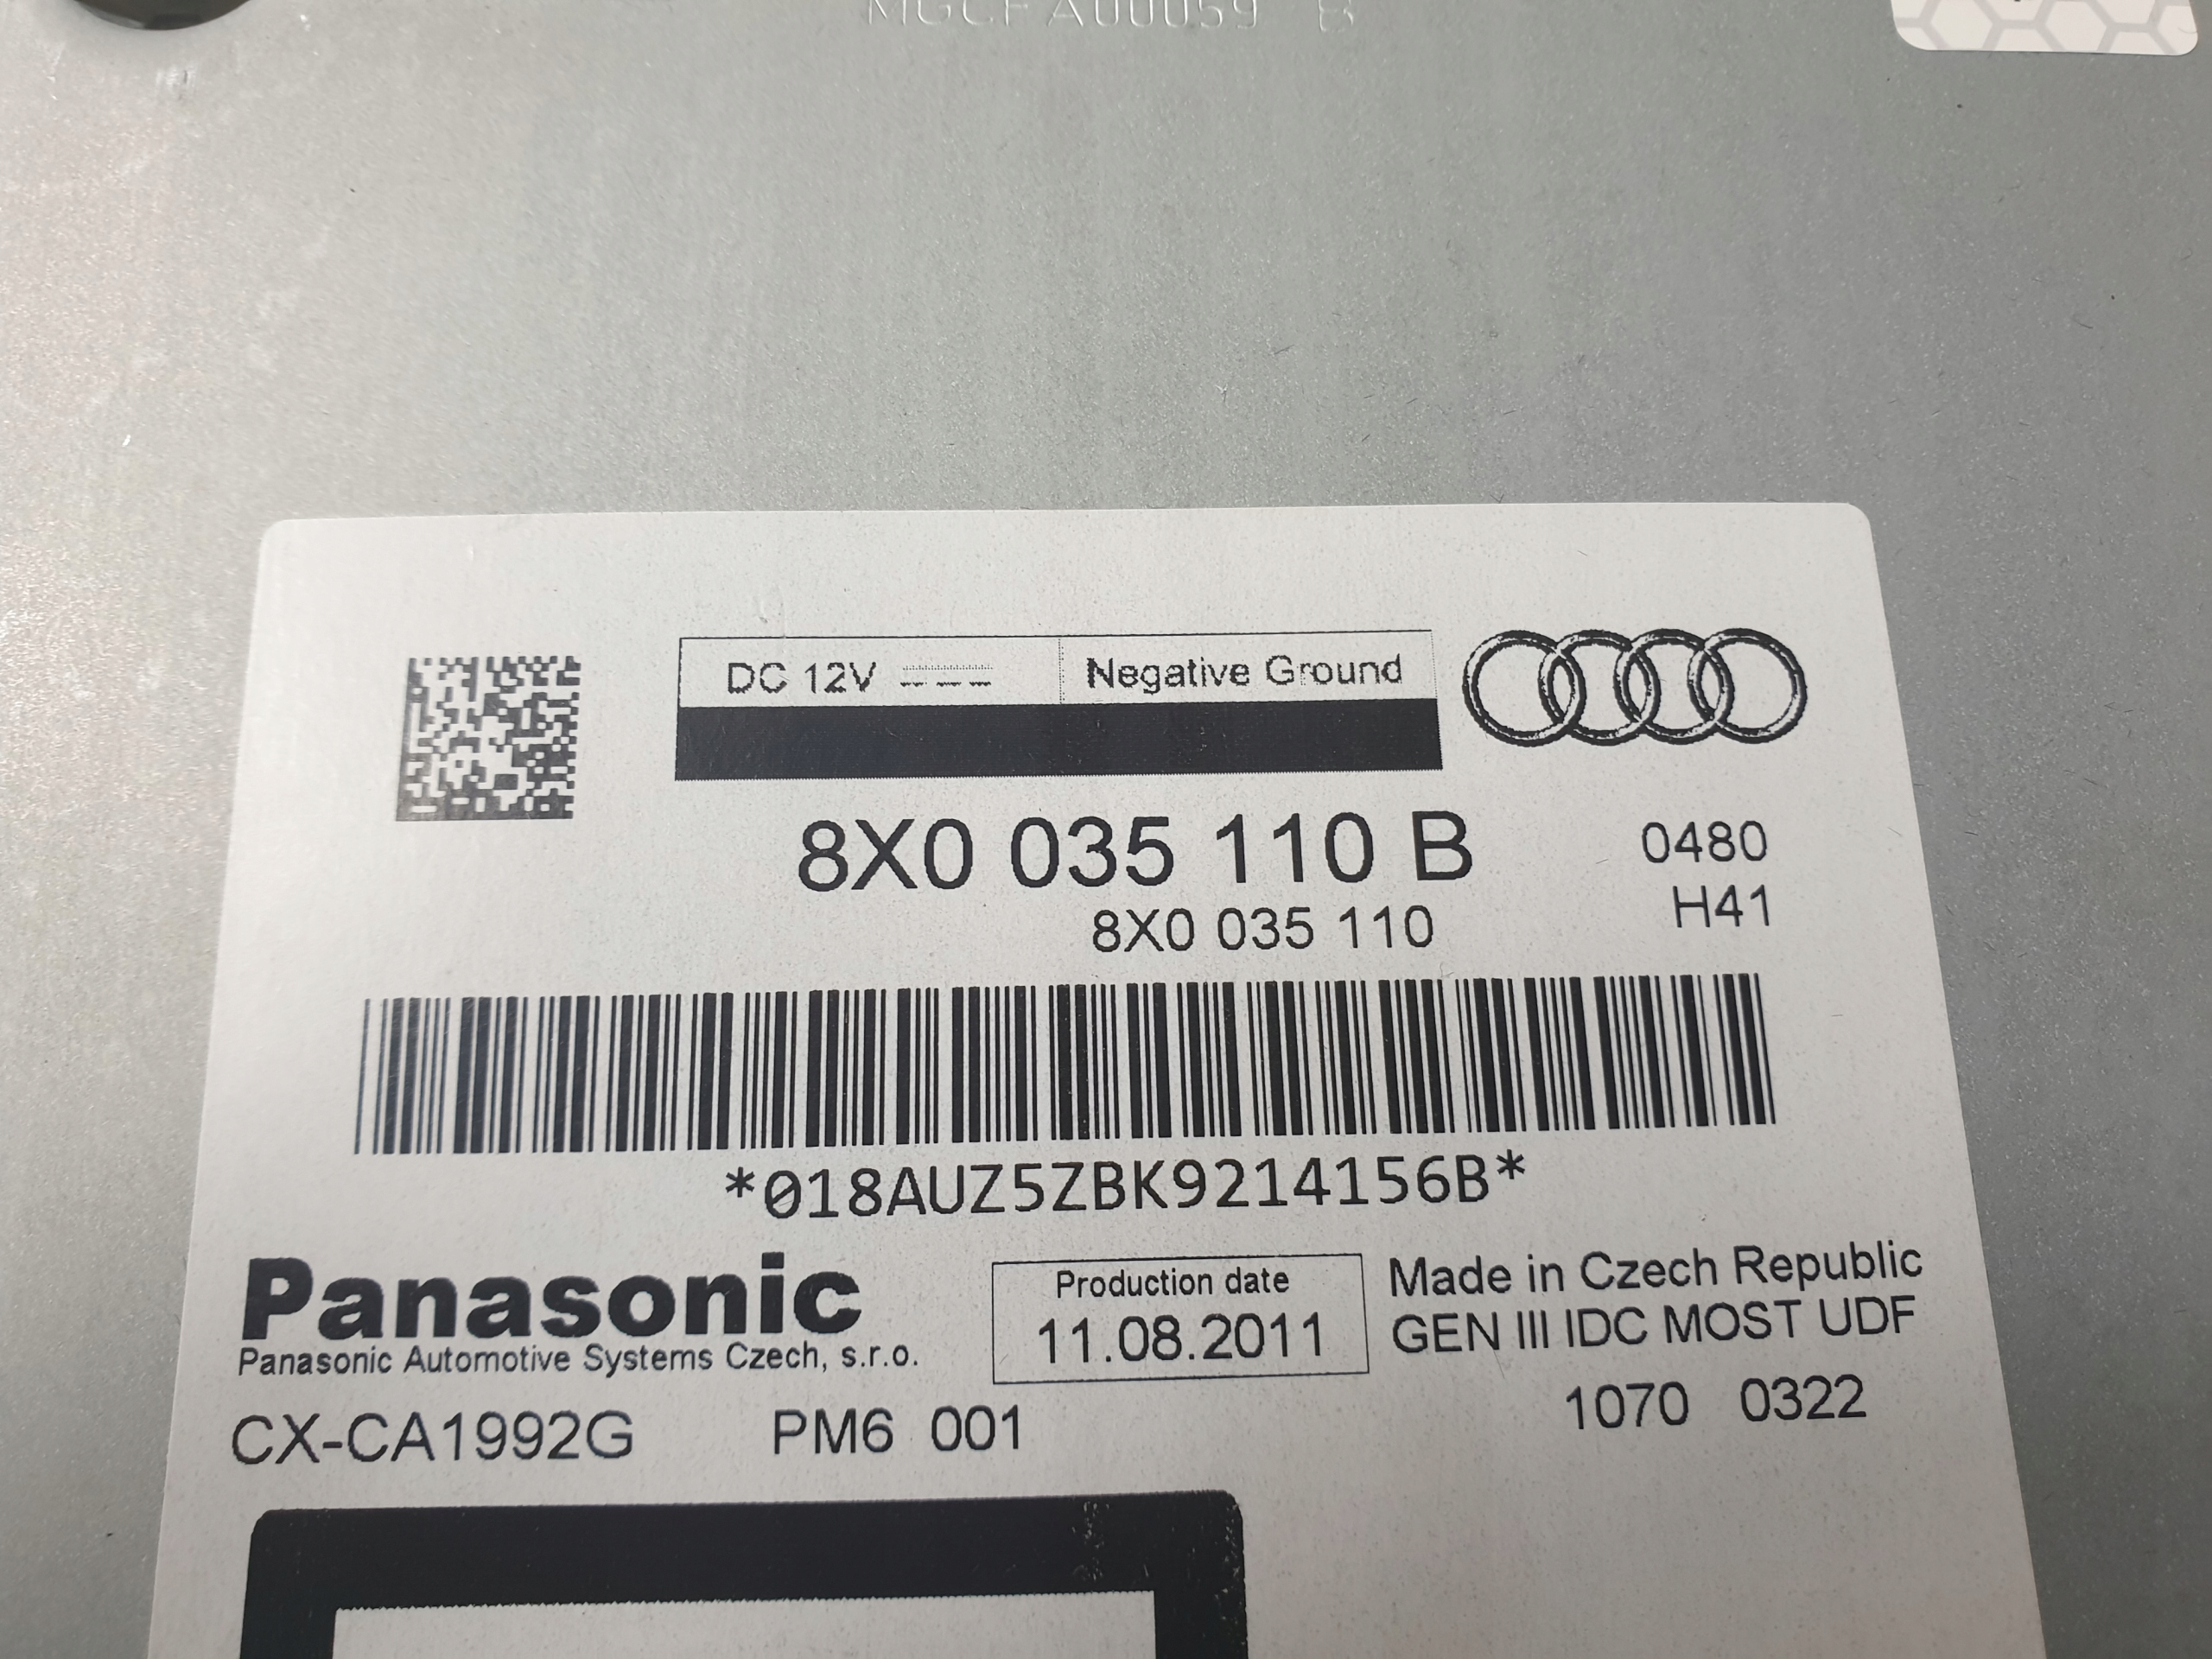 MGCFA00059 B
DC 12V Negative Ground
8X0 035 110 B
0480
8X0 035 110
H41
*018AUZ5ZBK9214156B*
Panasonic
Panasonic Automotive Systems Czech, s.r.o.
Production date
11.08.2011
Made in Czech Republic
GEN III IDC MOST UDF
CX-CA1992G PM6 001
1070 0322